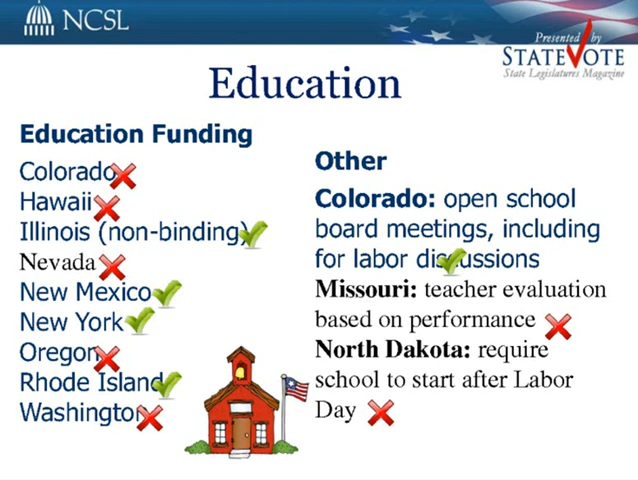 NCSL
Presented by
STATEVOTE
State Legislatures Magazine
Education
Education Funding
Colorado
Hawaii
Illinois (non-binding)
Nevada
New Mexico
New York
Oregon
Rhode Island
Washington
Other
Colorado: open school
board meetings, including
for labor discussions
Missouri: teacher evaluation
based on performance
North Dakota: require
school to start after Labor
Day